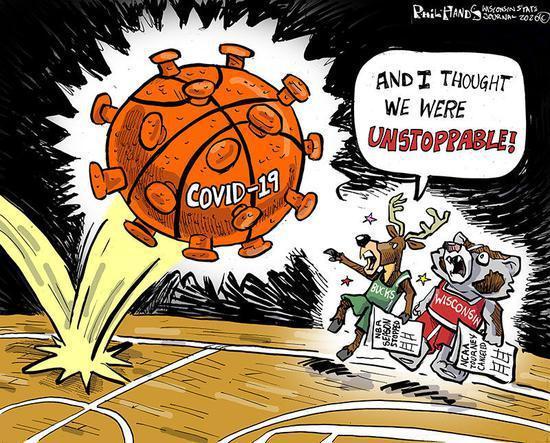 PHIL HANDS WISCONSIN STATE
JOURNAL 2020©
AND I THOUGHT
WE WERE
UNSTOPPABLE!
COVID-19
BUCKS
WISCONSIN
NBA
SEASON
STOPPED
NCAA
TOURNEY
CANCELED